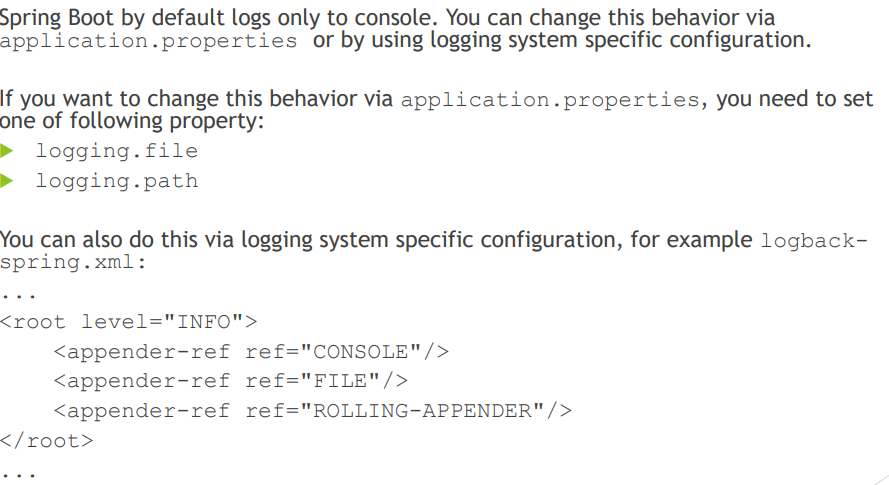 Spring Boot by default logs only to console. You can change this behavior via
application.properties or by using logging system specific configuration.
If you want to change this behavior via application.properties, you need to set
one of following property:
logging.file
logging.path
You can also do this via logging system specific configuration, for example logback-
spring.xml:
...
<root level="INFO">
    <appender-ref ref="CONSOLE"/>
    <appender-ref ref="FILE"/>
    <appender-ref ref="ROLLING-APPENDER"/>
</root>
...